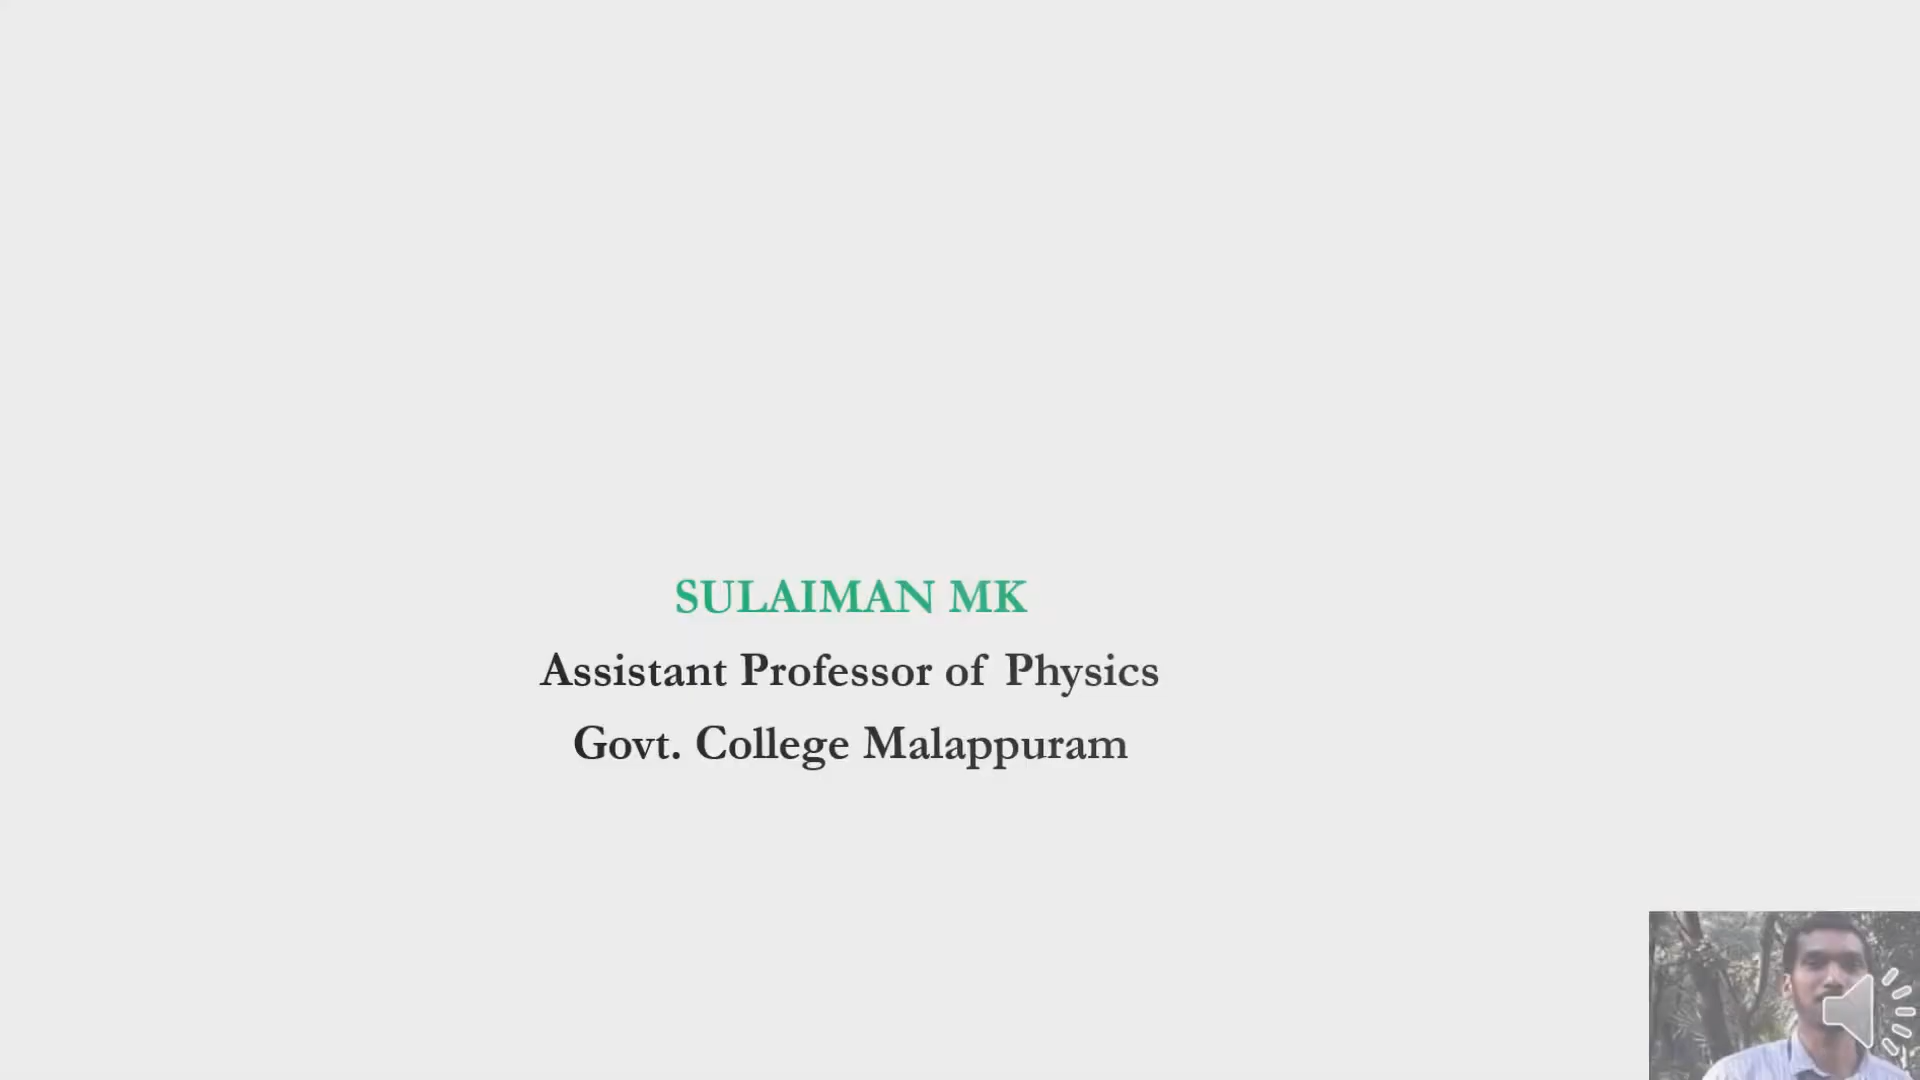 SULAIMAN MK
Assistant Professor of Physics
Govt. College Malappuram